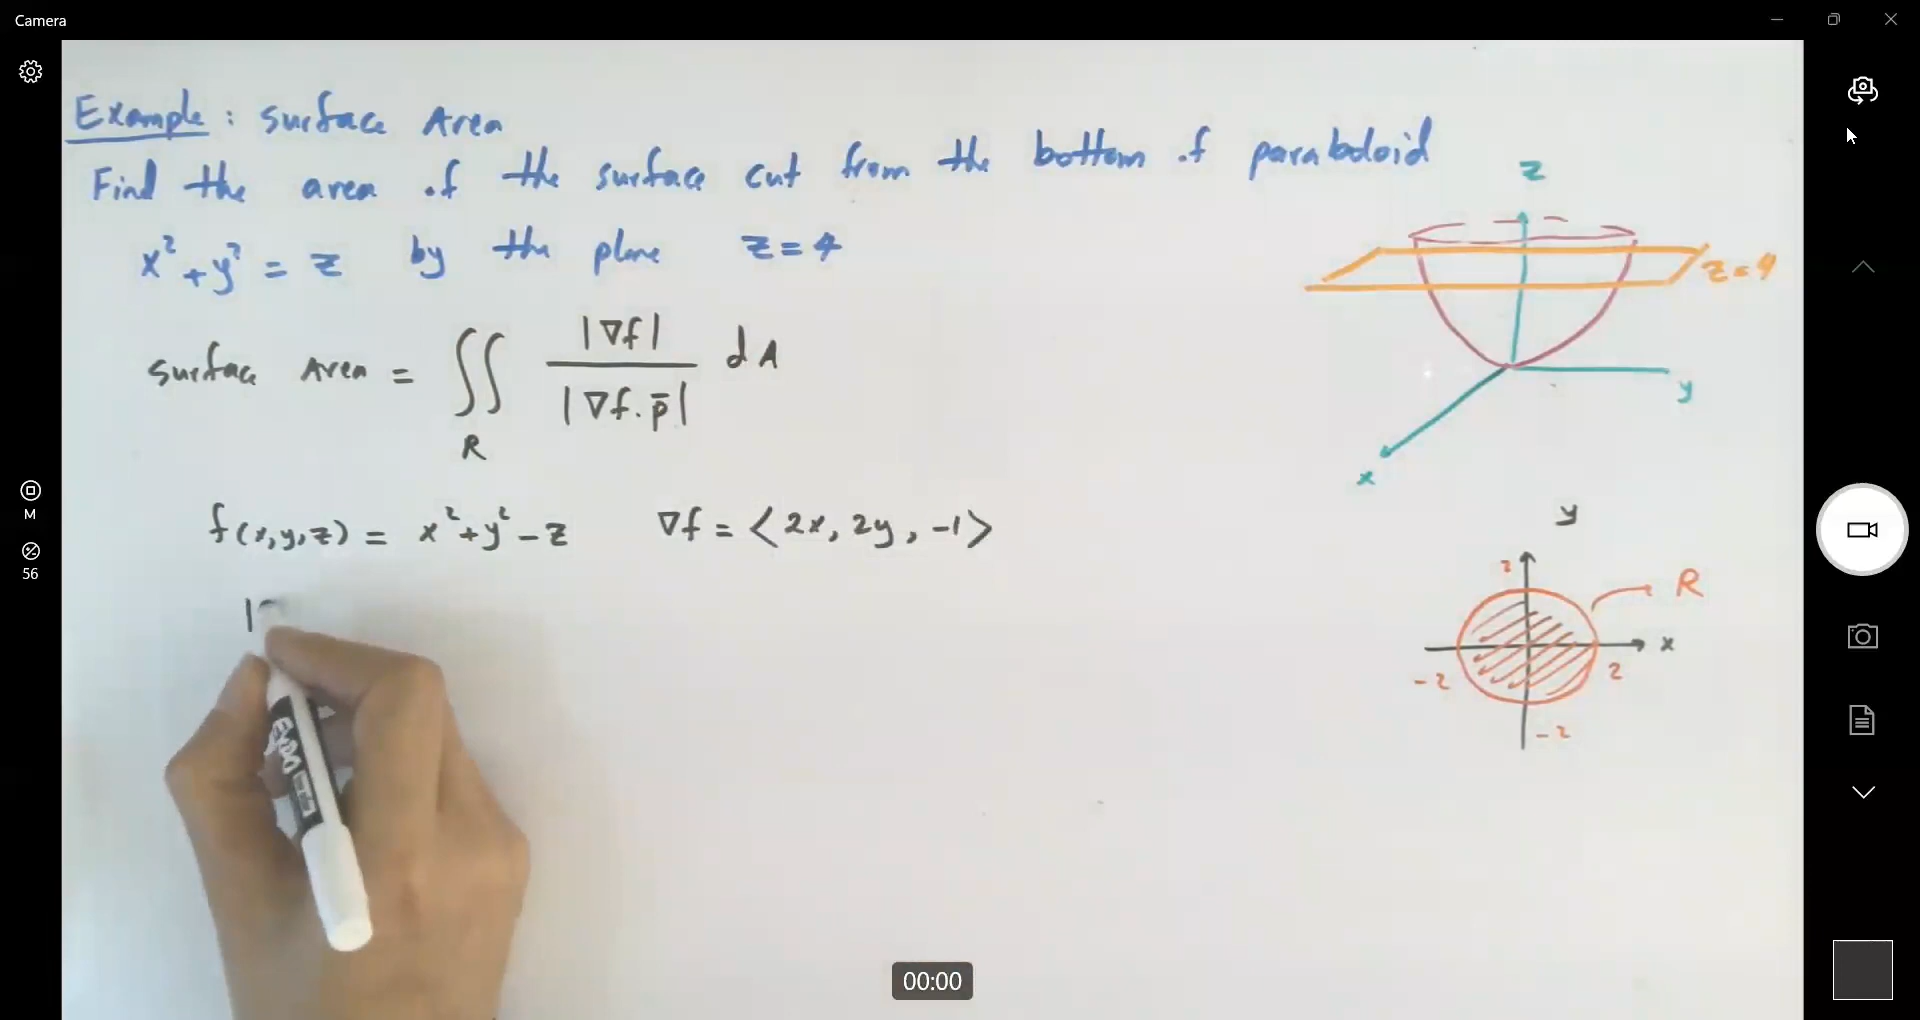 Camera
Example: Surface Area
Find the area of the surface cut from the bottom of paraboloid
x² + y² = z by the plane z = 4
surface Area = ∬ |∇f| / |∇f · p̄| dA
R
f(x,y,z) = x² + y² - z ∇f = ⟨2x, 2y, -1⟩
z
z = 4
y
x
y
2
R
x
-2
2
-2
M
56
EXPO
00:00